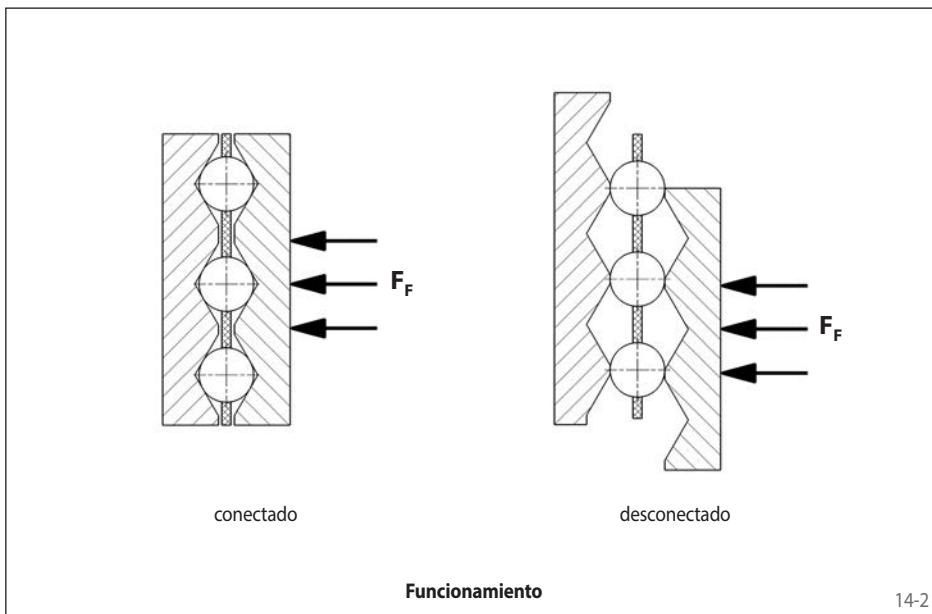 F_F
F_F
conectado
desconectado
Funcionamiento
14-2